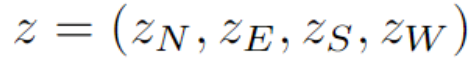 z = (z_N, z_E, z_S, z_W)